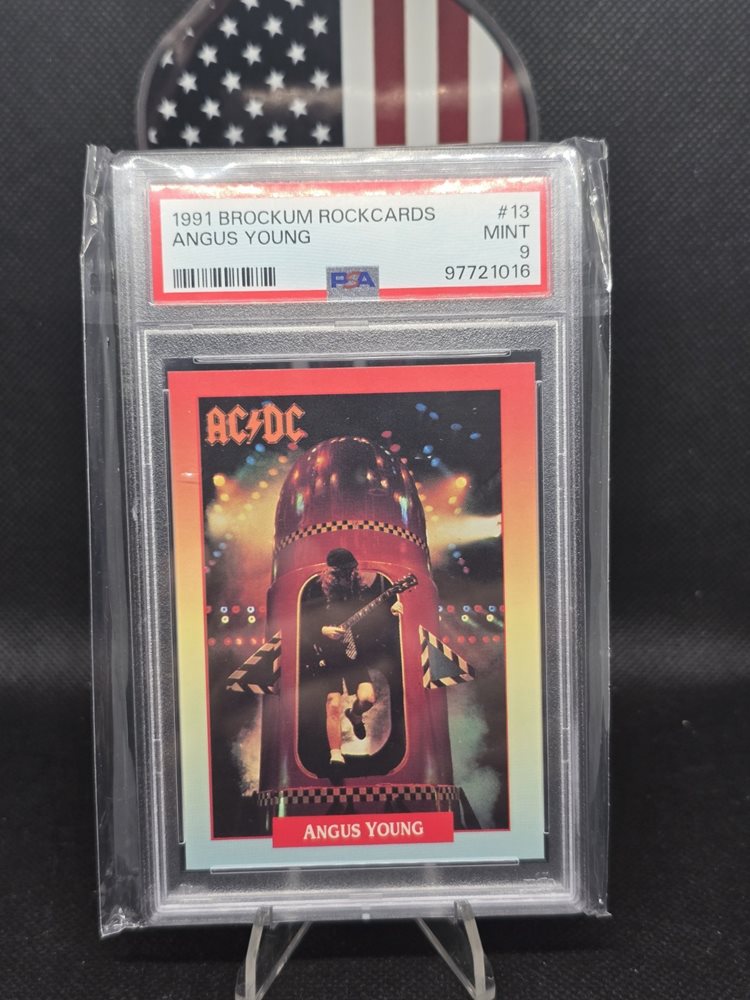 1991 BROCKUM ROCKCARDS #13
ANGUS YOUNG MINT
9
PSA 97721016
AC⚡DC
ANGUS YOUNG